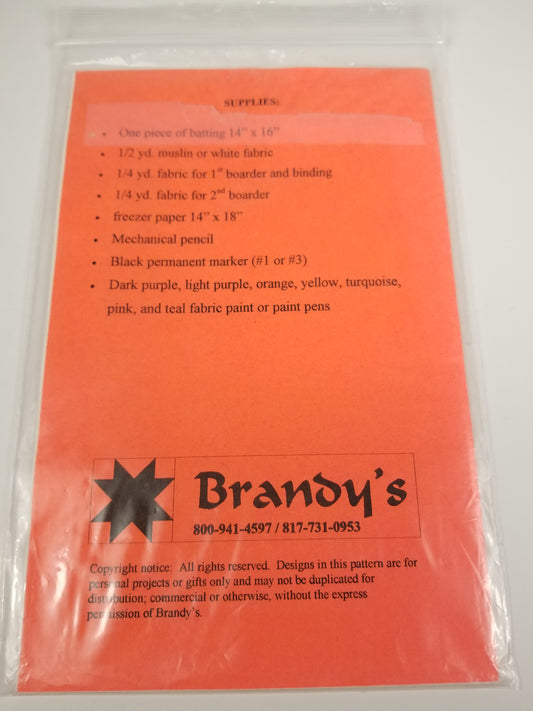 SUPPLIES:
• One piece of batting 14" x 16"
• 1/2 yd. muslin or white fabric
• 1/4 yd. fabric for 1st boarder and binding
• 1/4 yd. fabric for 2nd boarder
• freezer paper 14" x 18"
• Mechanical pencil
• Black permanent marker (#1 or #3)
• Dark purple, light purple, orange, yellow, turquoise,
pink, and teal fabric paint or paint pens
Brandy's
800-941-4597 / 817-731-0953
Copyright notice: All rights reserved. Designs in this pattern are for
personal projects or gifts only and may not be duplicated for
distribution; commercial or otherwise, without the express
permission of Brandy's.